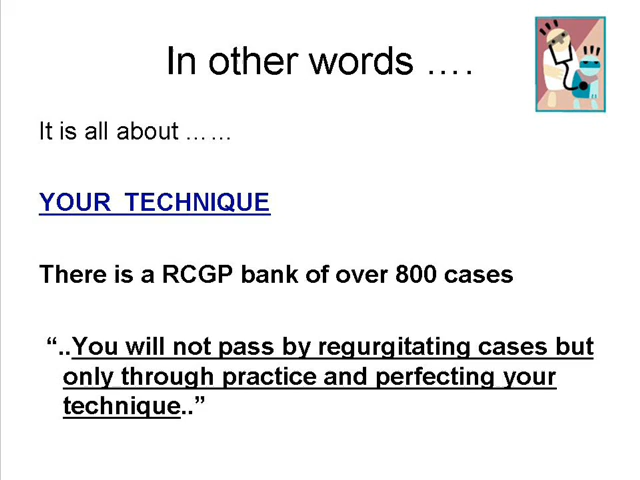 In other words ….
It is all about ……
YOUR  TECHNIQUE
There is a RCGP bank of over 800 cases
“..You will not pass by regurgitating cases but
only through practice and perfecting your
technique..”